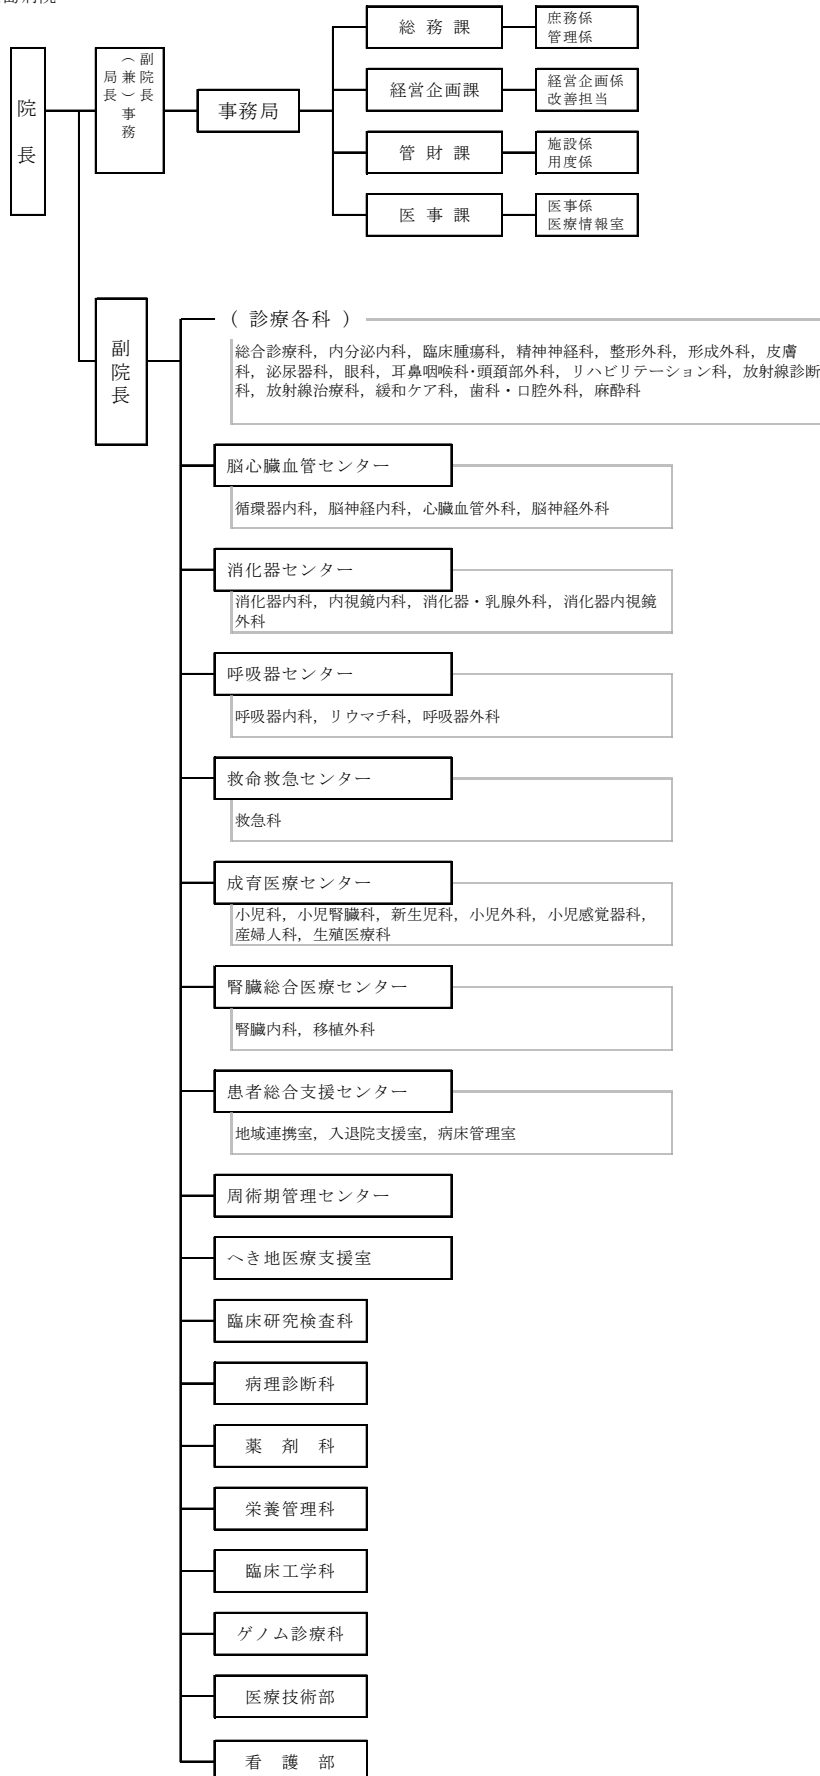 病院
院長
副院長
（兼）事務
局長
事務局
総務課
庶務係
管理係
経営企画課
経営企画係
改善担当
管財課
施設係
用度係
医事課
医事係
医療情報室
副院長
（診療各科）
総合診療科，内分泌内科，臨床腫瘍科，精神神経科，整形外科，形成外科，皮膚
科，泌尿器科，眼科，耳鼻咽喉科･頭頚部外科，リハビリテーション科，放射線診断
科，放射線治療科，緩和ケア科，歯科・口腔外科，麻酔科
脳心臓血管センター
循環器内科，脳神経内科，心臓血管外科，脳神経外科
消化器センター
消化器内科，内視鏡内科，消化器・乳腺外科，消化器内視鏡
外科
呼吸器センター
呼吸器内科，リウマチ科，呼吸器外科
救命救急センター
救急科
成育医療センター
小児科，小児腎臓科，新生児科，小児外科，小児感覚器科，
産婦人科，生殖医療科
腎臓総合医療センター
腎臓内科，移植外科
患者総合支援センター
地域連携室，入退院支援室，病床管理室
周術期管理センター
へき地医療支援室
臨床研究検査科
病理診断科
薬剤科
栄養管理科
臨床工学科
ゲノム診療科
医療技術部
看護部